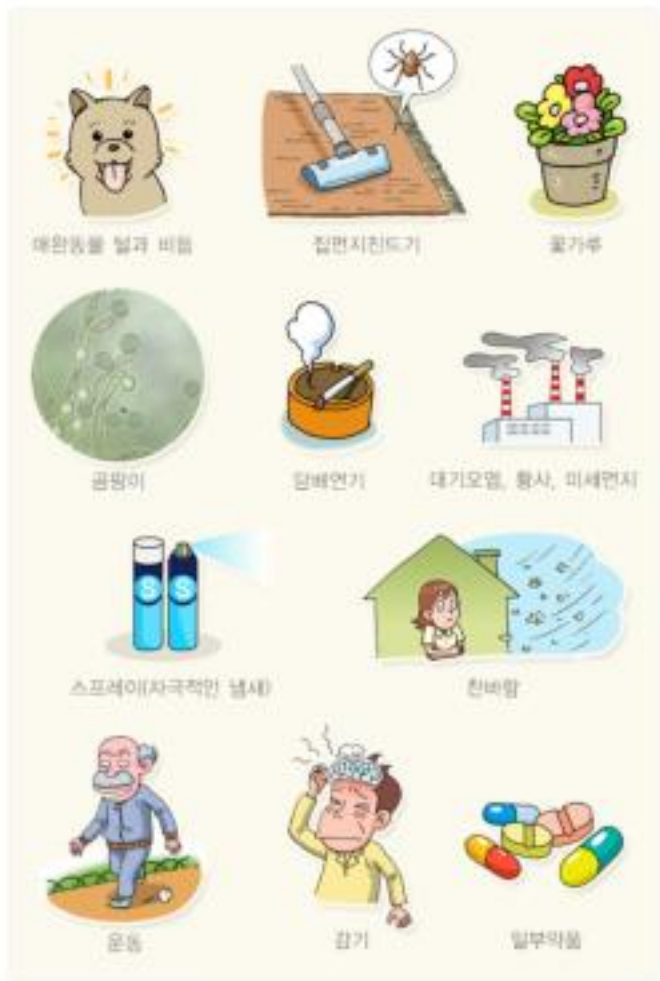 애완동물 털과 비듬
집먼지진드기
꽃가루
곰팡이
담배연기
대기오염, 황사, 미세먼지
S S
스프레이(자극적인 냄새)
찬바람
운동
감기
일부약품